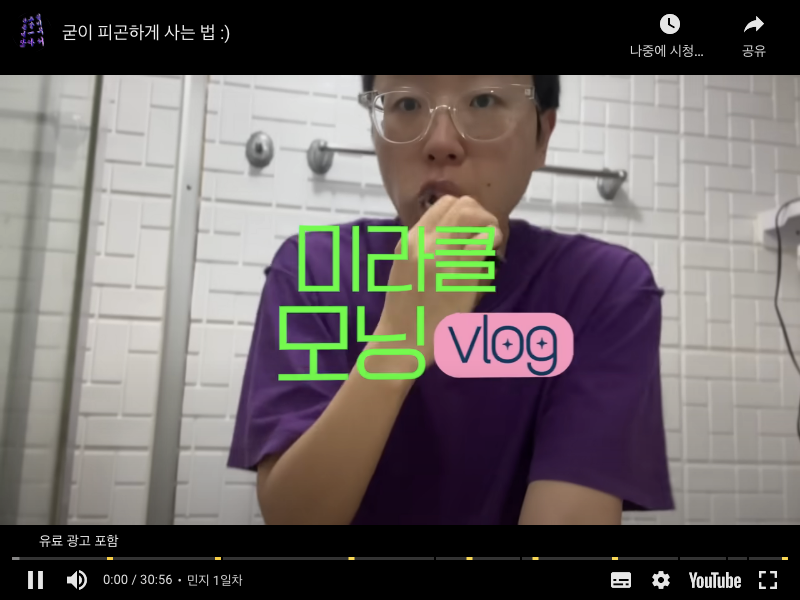 굳이 피곤하게 사는 법 :)
나중에 시청...
공유
미라클
모닝 vlog
유료 광고 포함
0:00 / 30:56 • 민지 1일차
YouTube